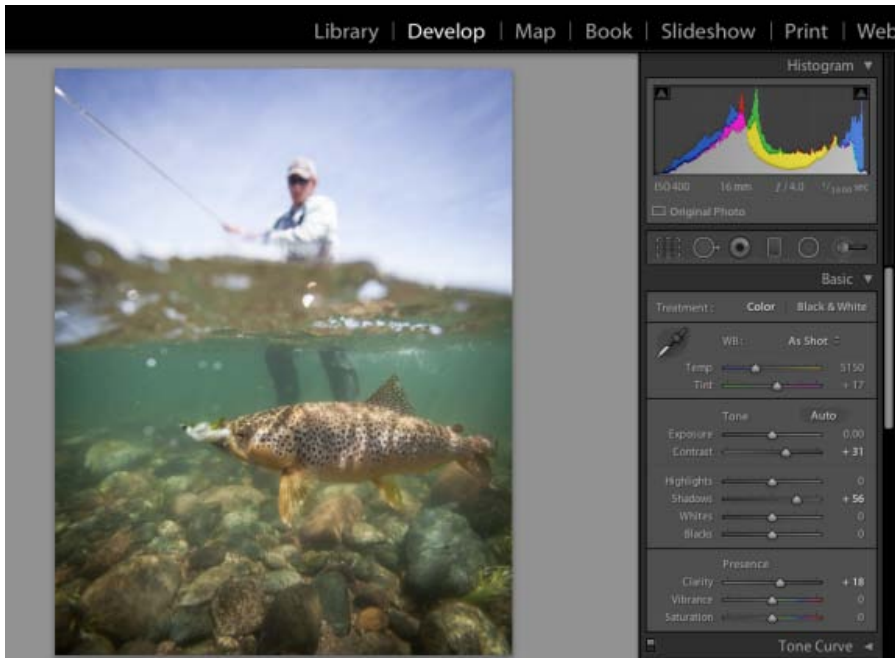 Library | Develop | Map | Book | Slideshow | Print | Web
Histogram
ISO 400 16 mm f / 4.0 sec
Original Photo
Basic
Treatment : Color | Black & White
WB : As Shot
Temp 5150
Tint + 17
Tone Auto
Exposure 0.00
Contrast + 31
Highlights 0
Shadows + 56
Whites 0
Blacks 0
Presence
Clarity + 18
Vibrance 0
Saturation 0
Tone Curve